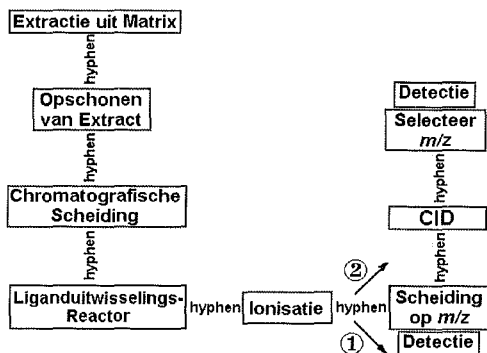 Extractie uit Matrix
hyphen
Opschonen
van Extract
hyphen
Chromatografische
Scheiding
hyphen
Liganduitwisselings-
Reactor
hyphen
Ionisatie
hyphen
①
②
Scheiding
op m/z
Detectie
hyphen
CID
hyphen
Detectie
Selecteer
m/z